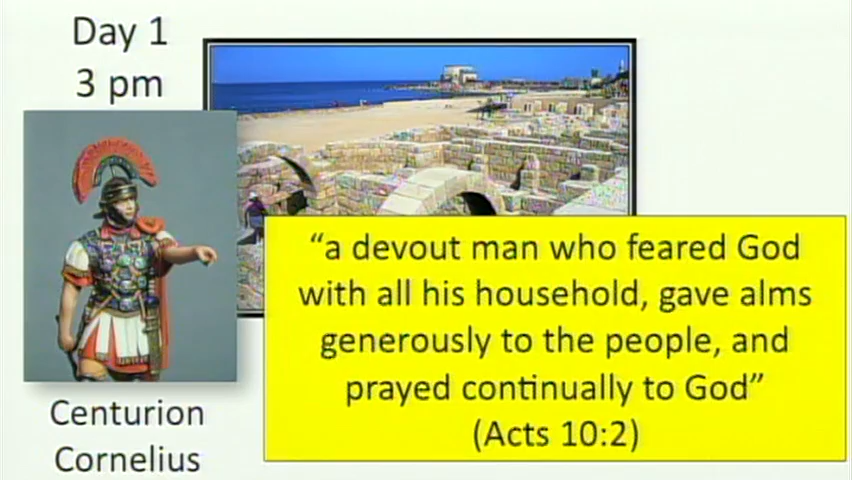 Day 1
3 pm
“a devout man who feared God
with all his household, gave alms
generously to the people, and
prayed continually to God”
(Acts 10:2)
Centurion
Cornelius